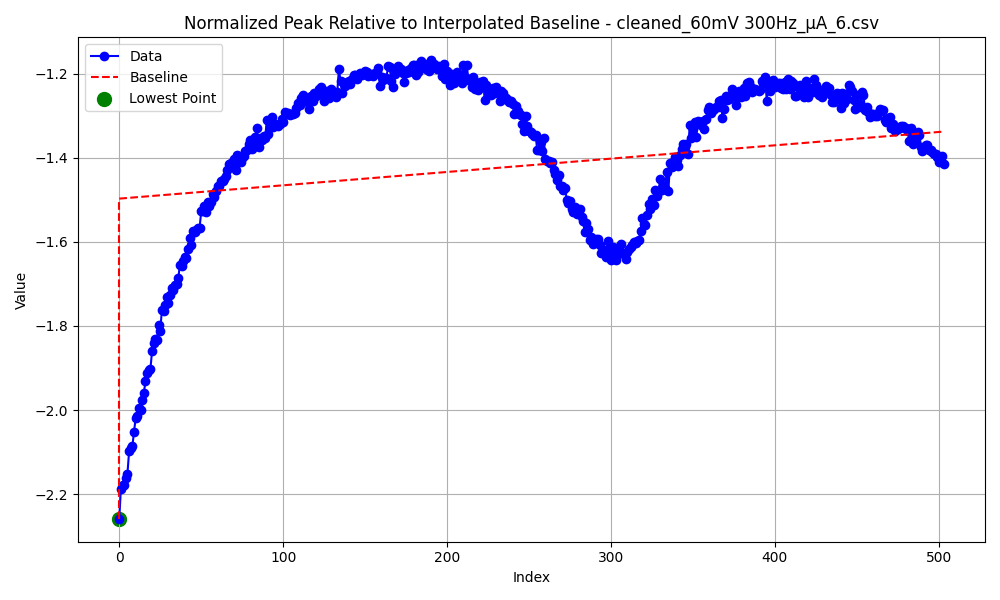 Normalized Peak Relative to Interpolated Baseline - cleaned_60mV 300Hz_μA_6.csv
Data
Baseline
Lowest Point
Value
−1.2
−1.4
−1.6
−1.8
−2.0
−2.2
0
100
200
300
400
500
Index